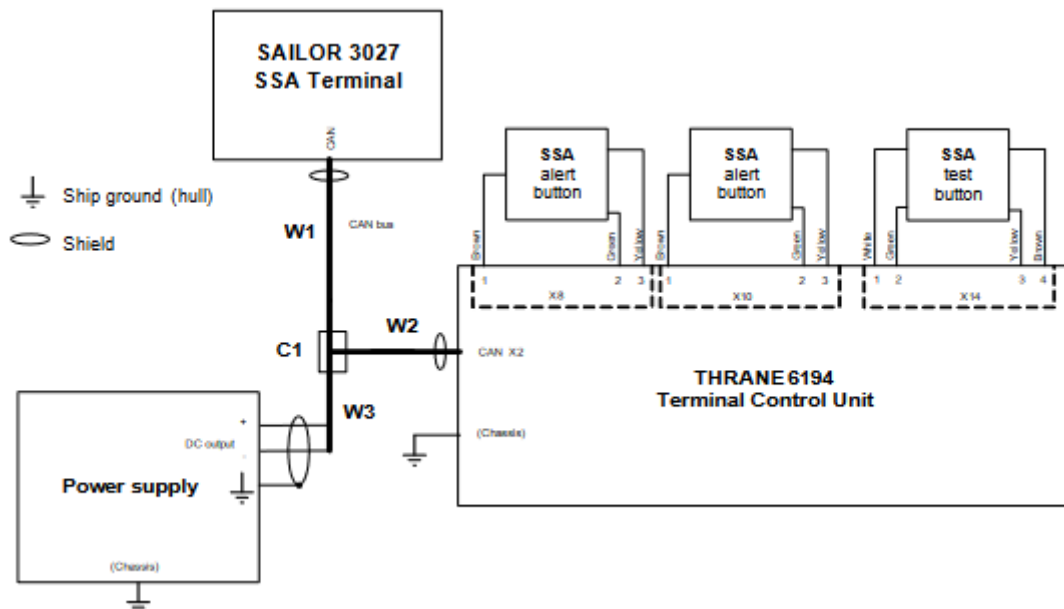 SAILOR 3027
SSA Terminal
CAN
Ship ground (hull)
Shield
W1
CAN bus
SSA
alert
button
SSA
alert
button
SSA
test
button
Brown
Green
Yellow
Brown
Green
Yellow
White
Green
Yellow
Brown
1
2
3
1
2
3
1
2
3
4
X8
X10
X14
W2
C1
CAN X2
THRANE 6194
Terminal Control Unit
W3
(Chassis)
+
DC output
-
Power supply
(Chassis)